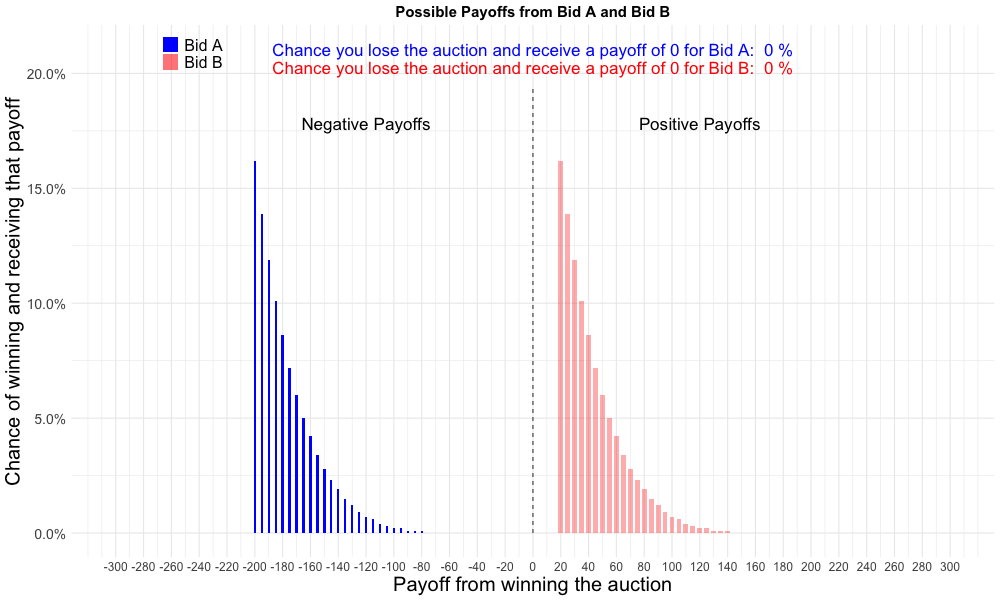 Possible Payoffs from Bid A and Bid B
Bid A
Bid B
Chance you lose the auction and receive a payoff of 0 for Bid A:  0 %
Chance you lose the auction and receive a payoff of 0 for Bid B:  0 %
Negative Payoffs
Positive Payoffs
Chance of winning and receiving that payoff
20.0%
15.0%
10.0%
5.0%
0.0%
-300 -280 -260 -240 -220 -200 -180 -160 -140 -120 -100 -80 -60 -40 -20 0 20 40 60 80 100 120 140 160 180 200 220 240 260 280 300
Payoff from winning the auction